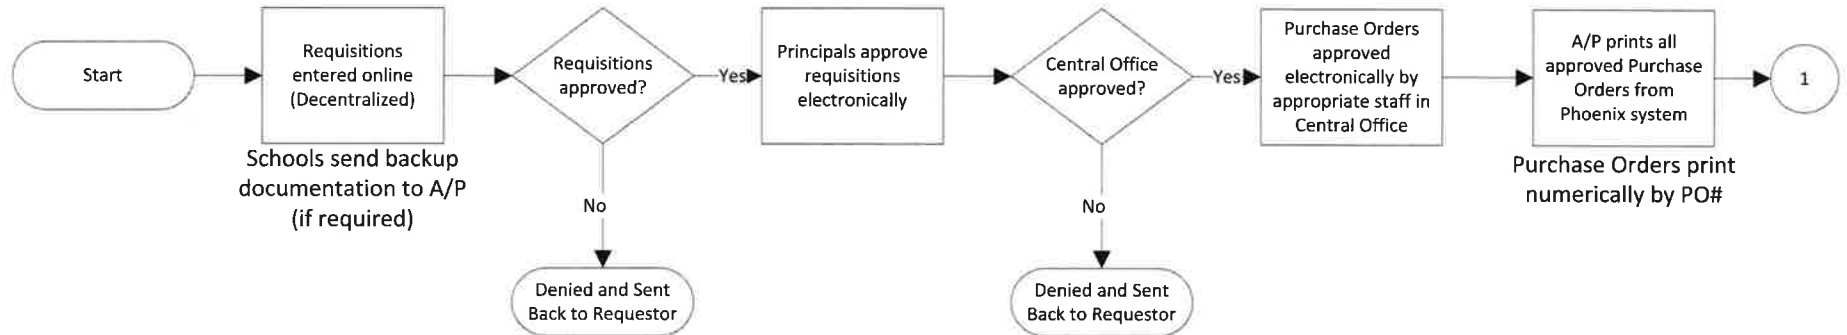 Start
Requisitions
entered online
(Decentralized)
Schools send backup
documentation to A/P
(if required)
Requisitions
approved?
Yes
No
Denied and Sent
Back to Requestor
Principals approve
requisitions
electronically
Central Office
approved?
Yes
No
Denied and Sent
Back to Requestor
Purchase Orders
approved
electronically by
appropriate staff in
Central Office
A/P prints all
approved Purchase
Orders from
Phoenix system
Purchase Orders print
numerically by PO#
1